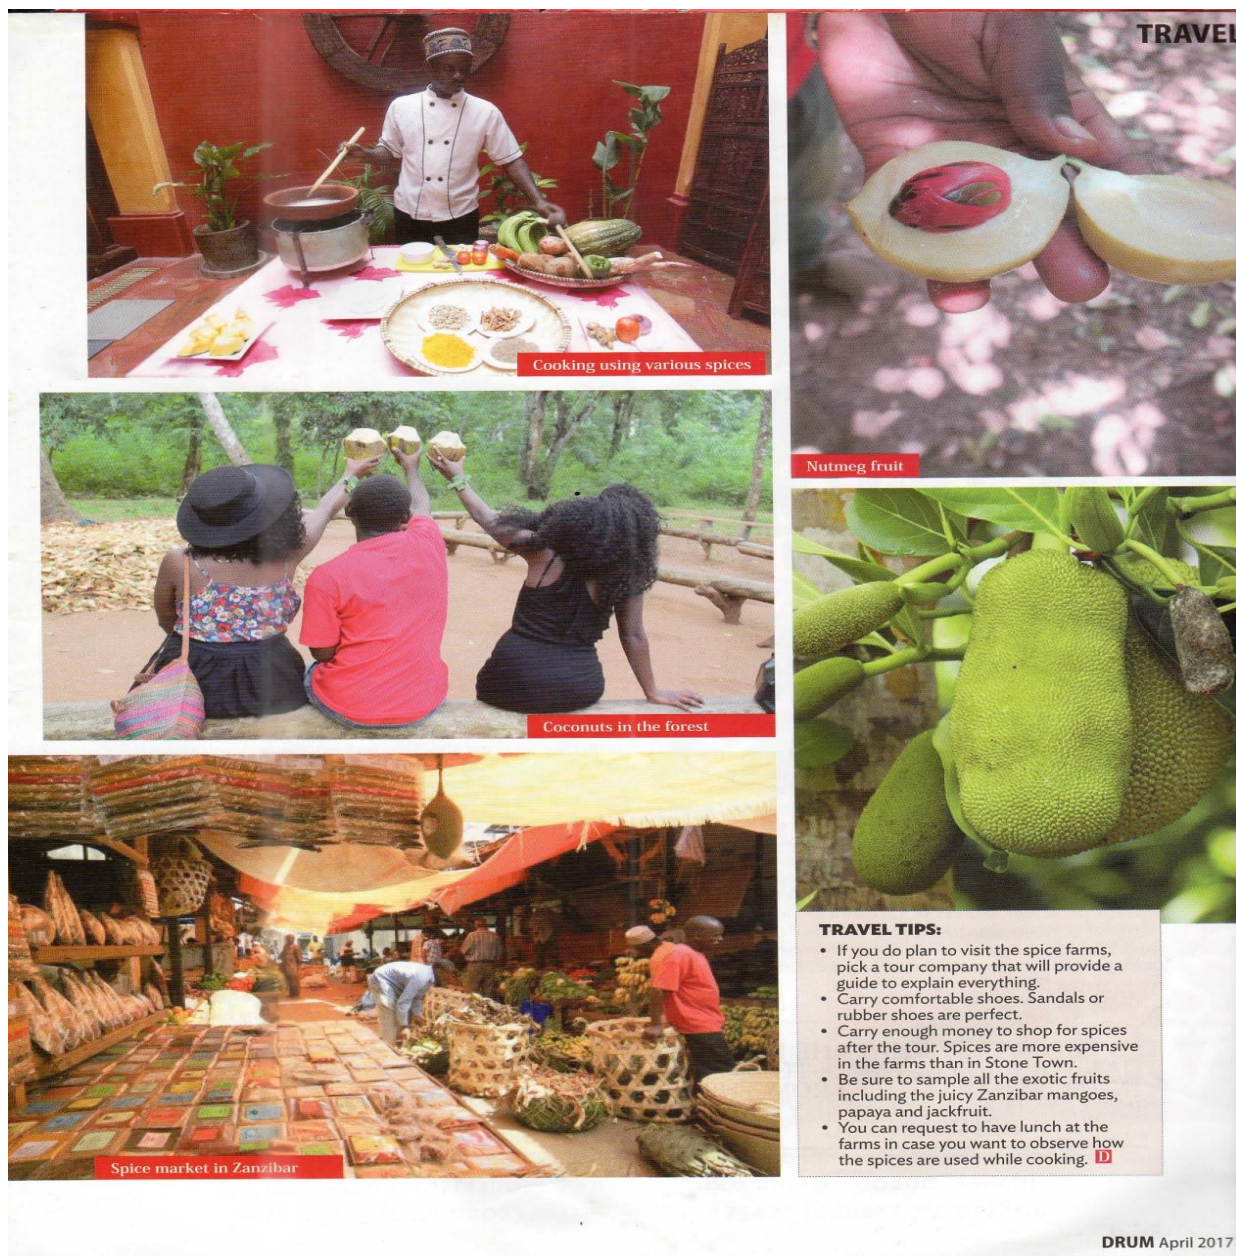 TRAVEL
Cooking using various spices
Nutmeg fruit
Coconuts in the forest
Spice market in Zanzibar
TRAVEL TIPS:
• If you do plan to visit the spice farms,
pick a tour company that will provide a
guide to explain everything.
• Carry comfortable shoes. Sandals or
rubber shoes are perfect.
• Carry enough money to shop for spices
after the tour. Spices are more expensive
in the farms than in Stone Town.
• Be sure to sample all the exotic fruits
including the juicy Zanzibar mangoes,
papaya and jackfruit.
• You can request to have lunch at the
farms in case you want to observe how
the spices are used while cooking. D
DRUM April 2017